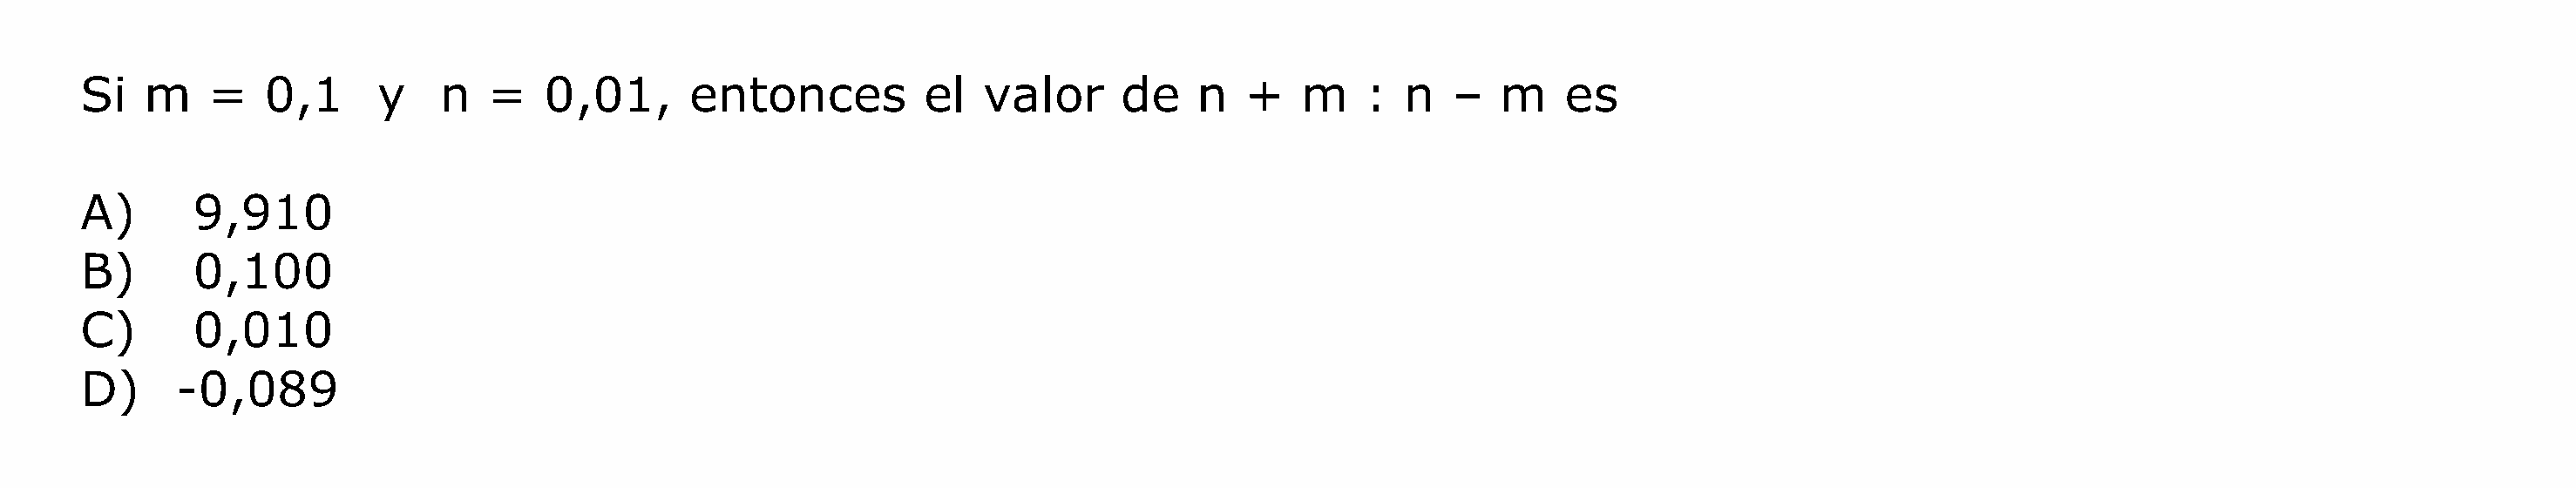 Si m = 0,1 y n = 0,01, entonces el valor de n + m : n – m es
A) 9,910
B) 0,100
C) 0,010
D) -0,089